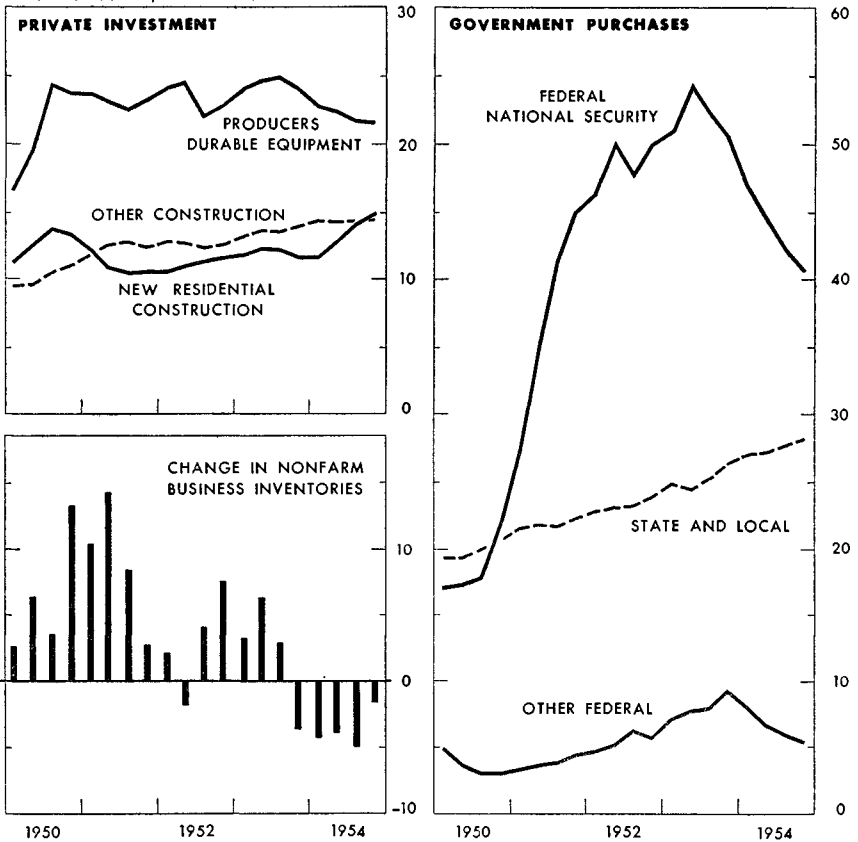 PRIVATE INVESTMENT
30
PRODUCERS
DURABLE EQUIPMENT
20
OTHER CONSTRUCTION
10
NEW RESIDENTIAL
CONSTRUCTION
0
CHANGE IN NONFARM
BUSINESS INVENTORIES
10
0
-10
1950
1952
1954
GOVERNMENT PURCHASES
60
FEDERAL
NATIONAL SECURITY
50
40
30
STATE AND LOCAL
20
OTHER FEDERAL
10
0
1950
1952
1954